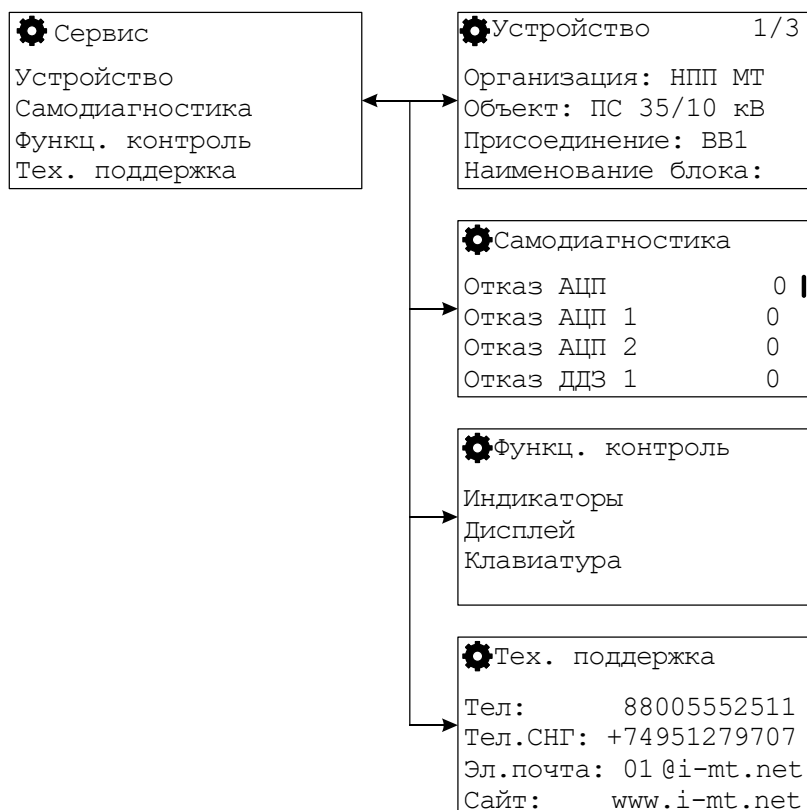 Сервис
Устройство
Самодиагностика
Функц. контроль
Тех. поддержка
Устройство 1/3
Организация: НПП МТ
Объект: ПС 35/10 кВ
Присоединение: ВВ1
Наименование блока:
Самодиагностика
Отказ АЦП 0
Отказ АЦП 1 0
Отказ АЦП 2 0
Отказ ДДЗ 1 0
Функц. контроль
Индикаторы
Дисплей
Клавиатура
Тех. поддержка
Тел: 88005552511
Тел.СНГ: +74951279707
Эл.почта: 01@i-mt.net
Сайт: www.i-mt.net